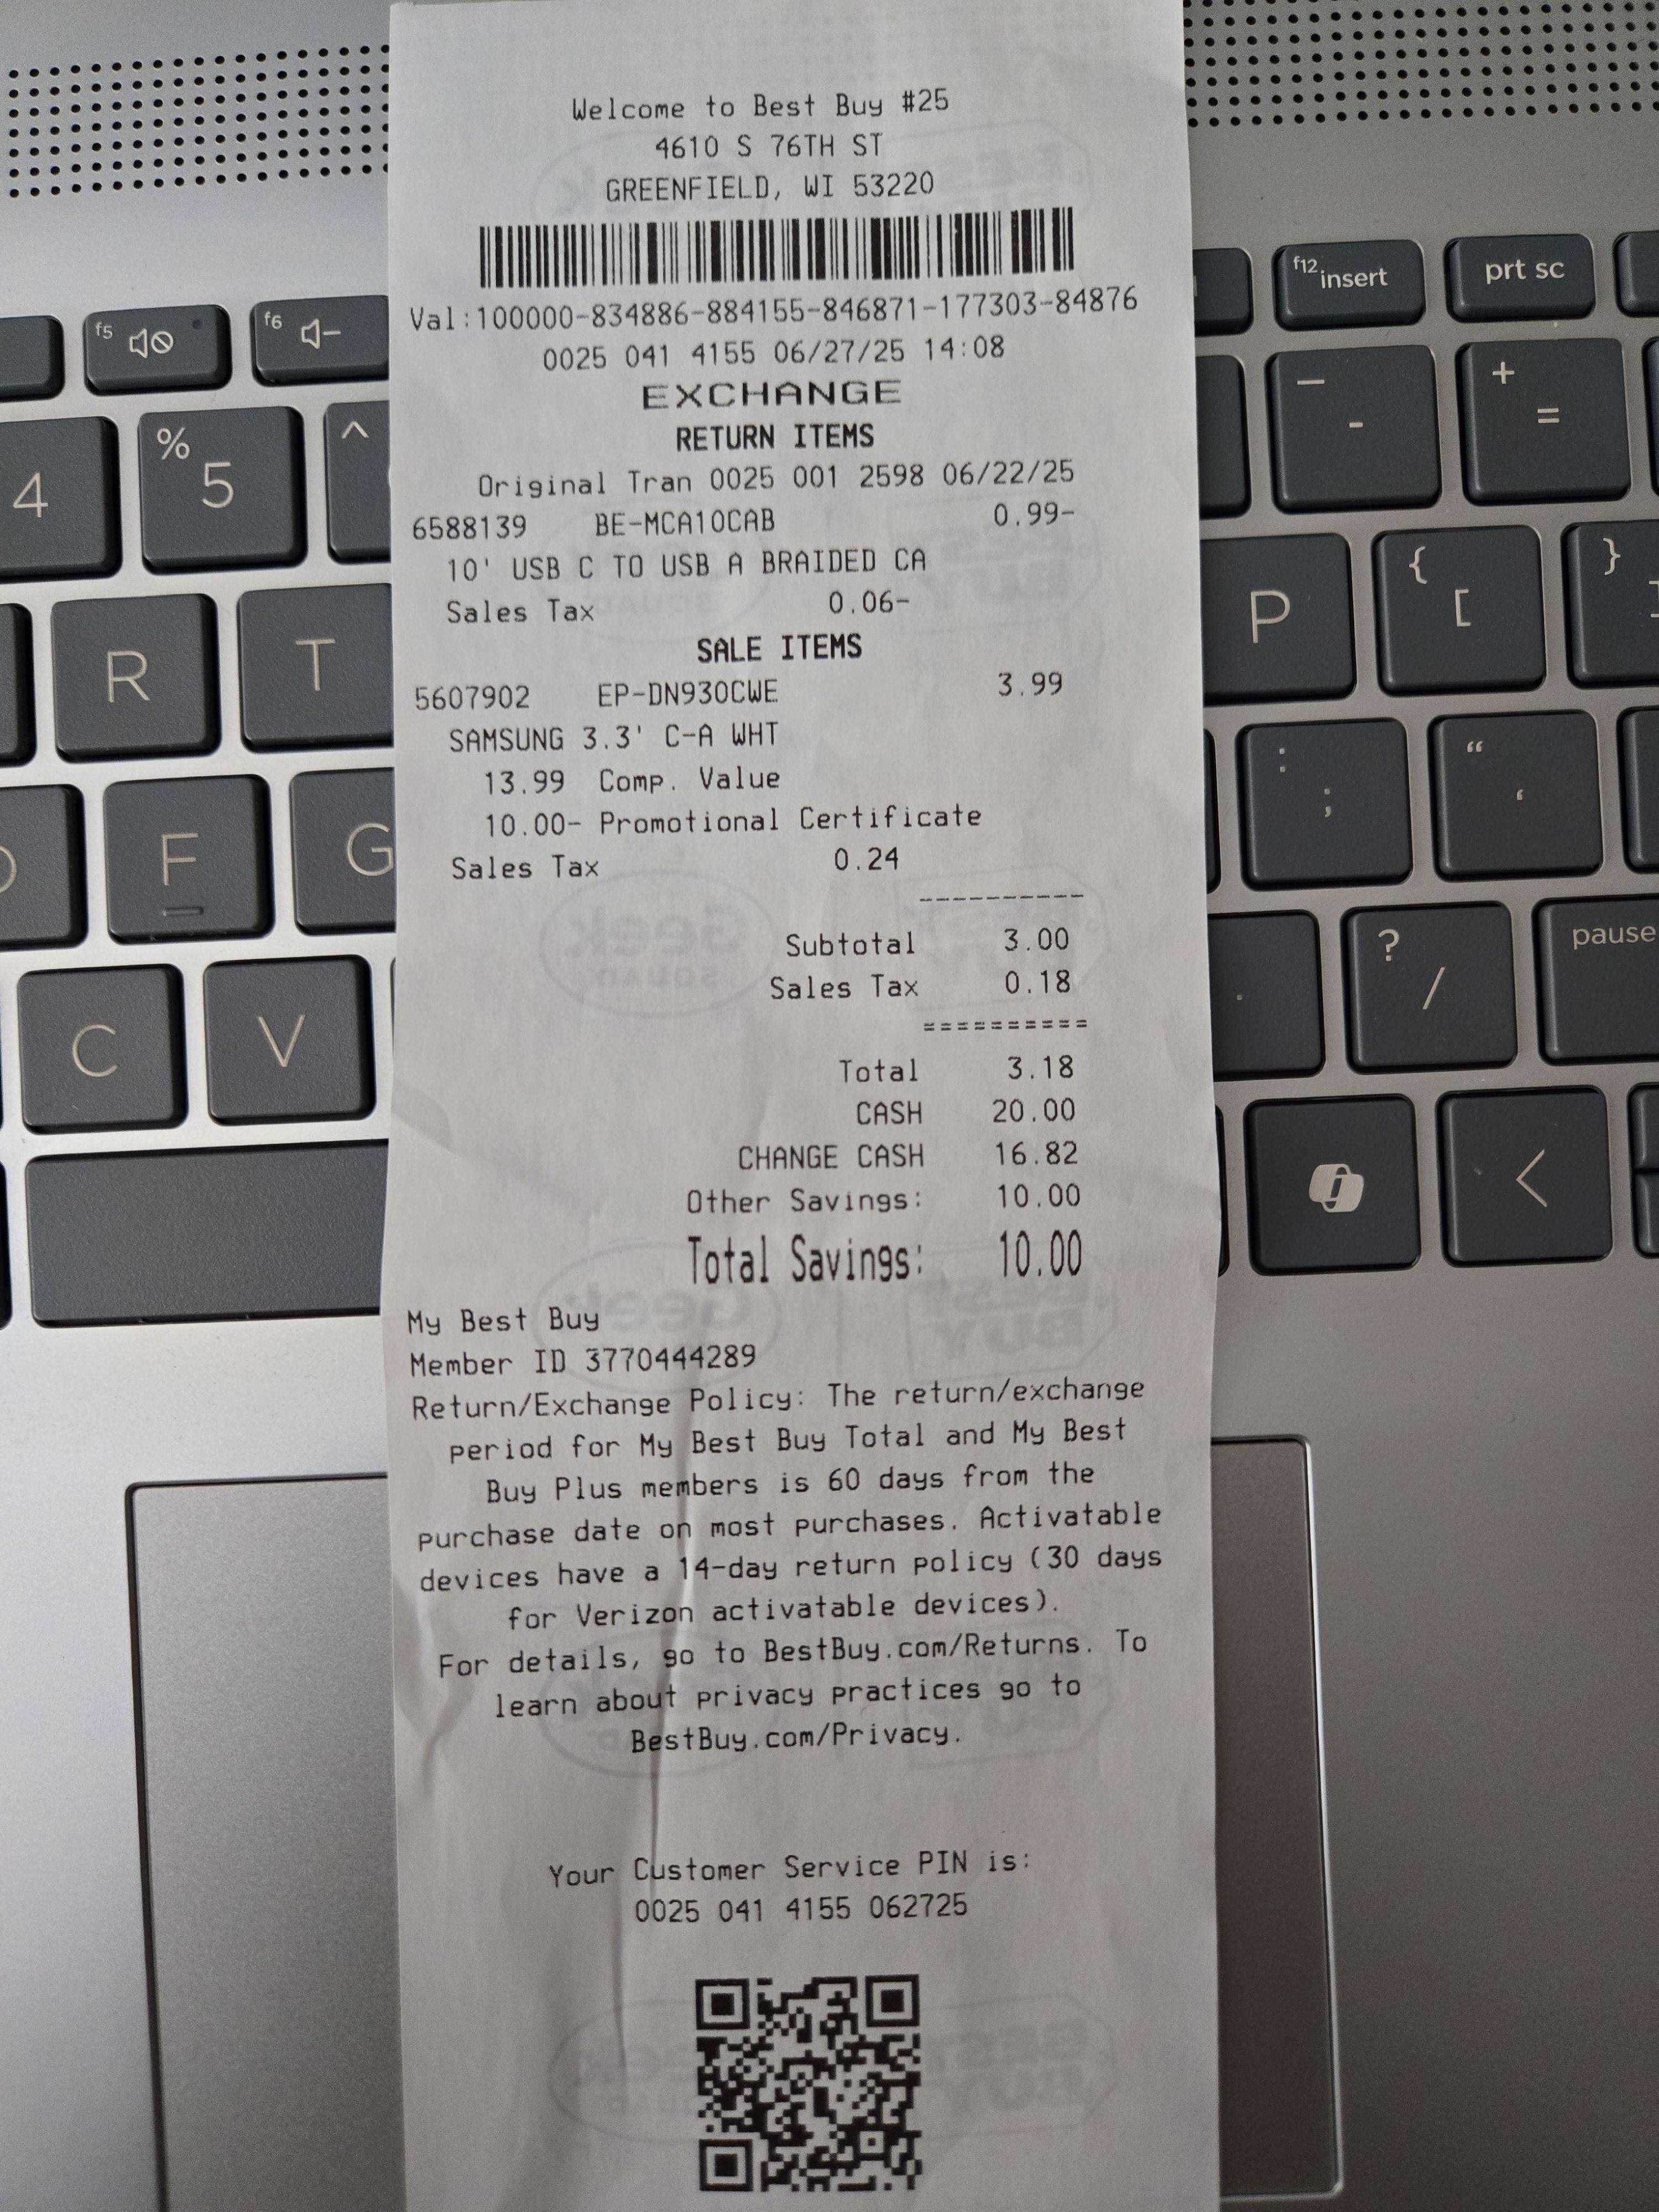 Welcome to Best Buy #25
4610 S 76TH ST
GREENFIELD, WI 53220
Val:100000-834886-884155-846871-177303-84876
0025 041 4155 06/27/25 14:08
EXCHANGE
RETURN ITEMS
Original Tran 0025 001 2598 06/22/25
6588139 BE-MCA10CAB 0.99-
10' USB C TO USB A BRAIDED CA
Sales Tax 0.06-
SALE ITEMS
5607902 EP-DN930CWE 3.99
SAMSUNG 3.3' C-A WHT
13.99 Comp. Value
10.00- Promotional Certificate
Sales Tax 0.24
----------
Subtotal 3.00
Sales Tax 0.18
==========
Total 3.18
CASH 20.00
CHANGE CASH 16.82
Other Savings: 10.00
Total Savings: 10.00
My Best Buy
Member ID 3770444289
Return/Exchange Policy: The return/exchange
period for My Best Buy Total and My Best
Buy Plus members is 60 days from the
purchase date on most purchases. Activatable
devices have a 14-day return policy (30 days
for Verizon activatable devices).
For details, go to BestBuy.com/Returns. To
learn about privacy practices go to
BestBuy.com/Privacy.
Your Customer Service PIN is:
0025 041 4155 062725
f5
f6
4
% 5
^
R
T
F
G
C
V
f12 insert
prt sc
— -
+ =
P
{ [
}
: ;
“ ‘
.
? /
pause
<